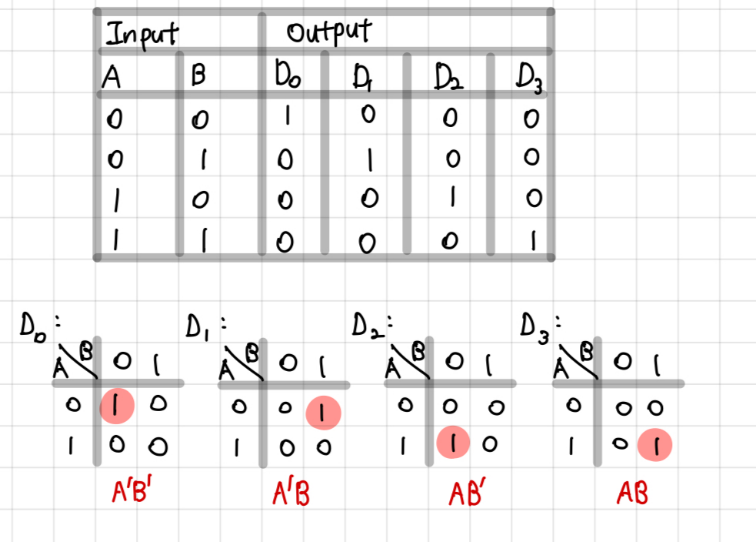 Input Output
A B D₀ D₁ D₂ D₃
0 0 1 0 0 0
0 1 0 1 0 0
1 0 0 0 1 0
1 1 0 0 0 1
D₀: D₁: D₂: D₃:
A B 0 1 A B 0 1 A B 0 1 A B 0 1
0 1 0 0 0 1 0 0 0 0 0 0
1 0 0 1 0 0 1 1 0 1 0 1
A'B' A'B AB' AB